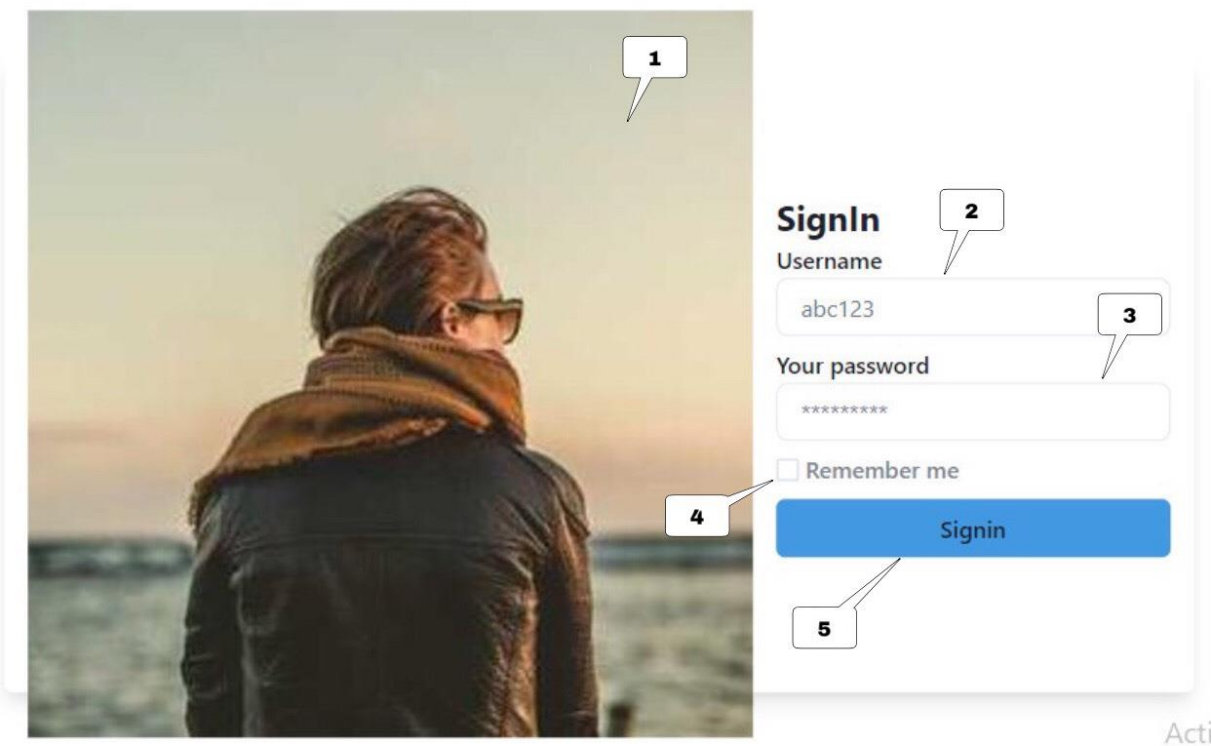 1
SignIn
2
Username
abc123
3
Your password
*********
Remember me
4
Signin
5
Acti